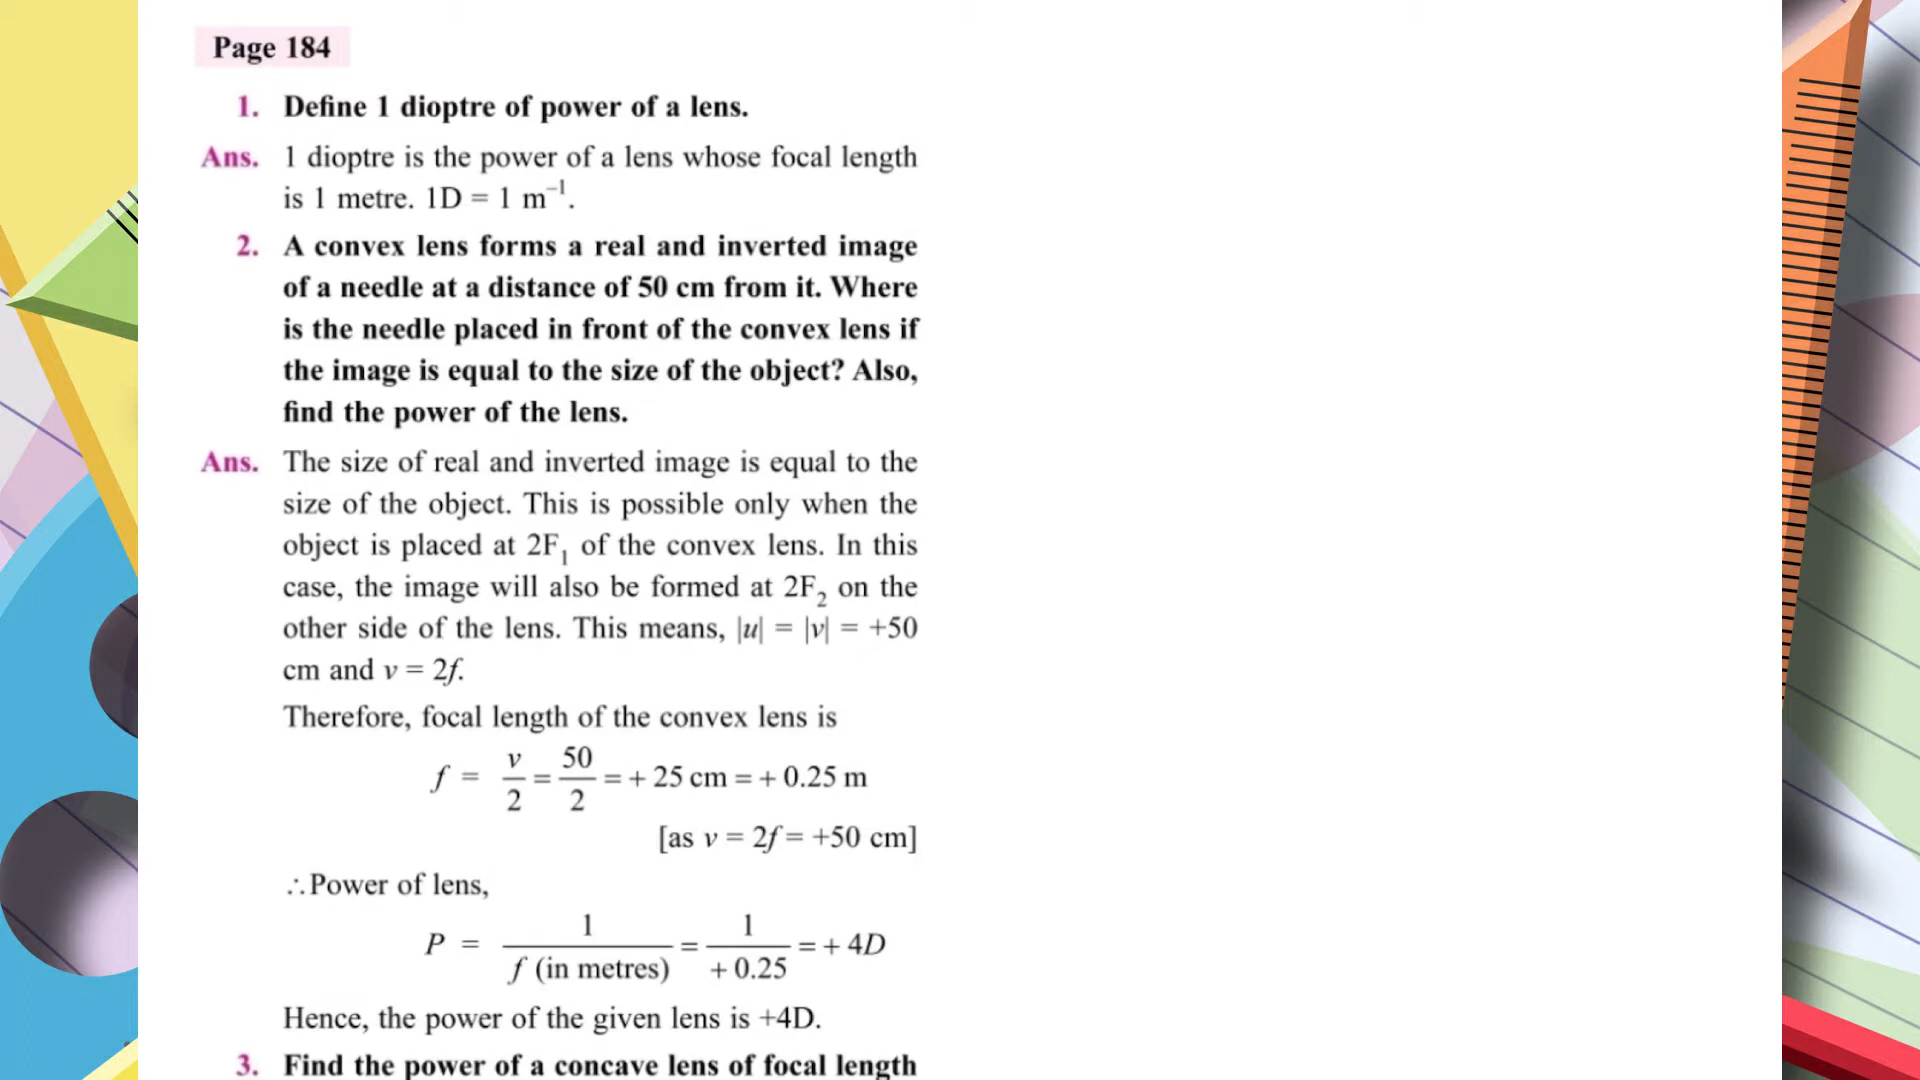 Page 184
1. Define 1 dioptre of power of a lens.
Ans. 1 dioptre is the power of a lens whose focal length
is 1 metre. 1D = 1 m⁻¹.
2. A convex lens forms a real and inverted image
of a needle at a distance of 50 cm from it. Where
is the needle placed in front of the convex lens if
the image is equal to the size of the object? Also,
find the power of the lens.
Ans. The size of real and inverted image is equal to the
size of the object. This is possible only when the
object is placed at 2F₁ of the convex lens. In this
case, the image will also be formed at 2F₂ on the
other side of the lens. This means, |u| = |v| = +50
cm and v = 2f.
Therefore, focal length of the convex lens is
f = v/2 = 50/2 = + 25 cm = + 0.25 m
[as v = 2f = +50 cm]
∴ Power of lens,
P = 1/f (in metres) = 1/+ 0.25 = + 4D
Hence, the power of the given lens is +4D.
3. Find the power of a concave lens of focal length